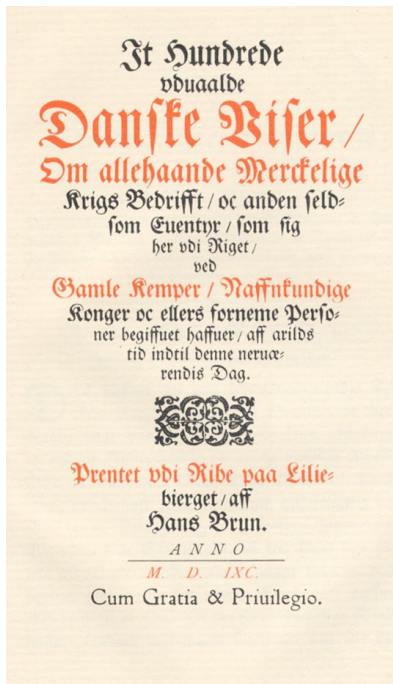 It Hundrede
vduaalde
Danske Viser /
Om allehaande Merckelige
Krigs Bedrifft / oc anden seld-
som Euentyr / som sig
her vdi Riget /
ved
Gamle Kemper / Naffnkundige
Konger oc ellers forneme Perso-
ner begiffuet haffuer / aff arilds
tid indtil denne neruæ-
rendis Dag.
Prentet vdi Ribe paa Lilie-
bierget / aff
Hans Brun.
ANNO
M. D. IXC.
Cum Gratia & Priuilegio.